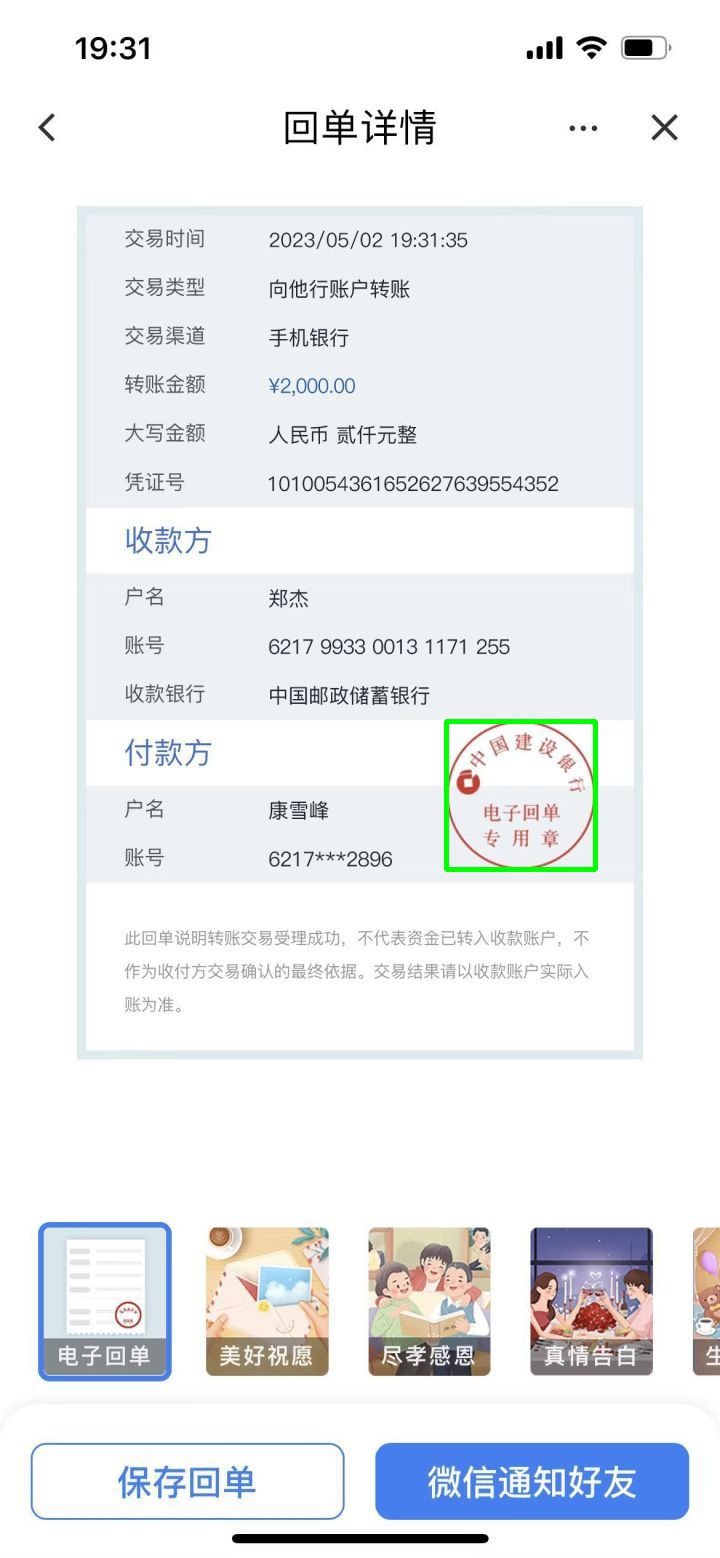 19:31
回单详情
交易时间 2023/05/02 19:31:35
交易类型 向他行账户转账
交易渠道 手机银行
转账金额 ¥2,000.00
大写金额 人民币 贰仟元整
凭证号 1010054361652627639554352
收款方
户名 郑杰
账号 6217 9933 0013 1171 255
收款银行 中国邮政储蓄银行
付款方
户名 康雪峰
账号 6217***2896
中国建设银行
电子回单
专用章
此回单说明转账交易受理成功，不代表资金已转入收款账户，不
作为收付方交易确认的最终依据。交易结果请以收款账户实际入
账为准。
电子回单 美好祝愿 尽孝感恩 真情告白
保存回单 微信通知好友